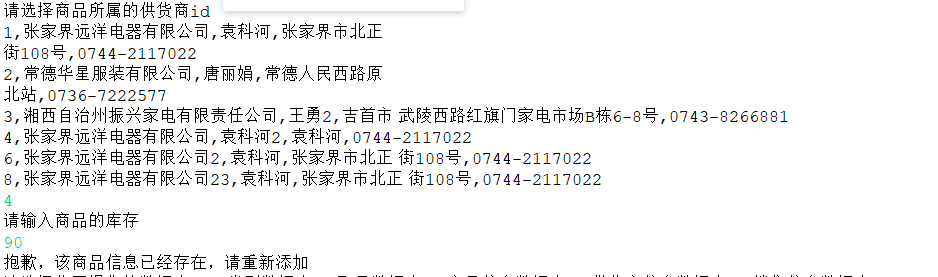 请选择商品所属的供货商id
1,张家界远洋电器有限公司,袁科河,张家界市北正
街108号,0744-2117022
2,常德华星服装有限公司,唐丽娟,常德人民西路原
北站,0736-7222577
3,湘西自治州振兴家电有限责任公司,王勇2,吉首市 武陵西路红旗门家电市场B栋6-8号,0743-8266881
4,张家界远洋电器有限公司,袁科河2,袁科河,0744-2117022
6,张家界远洋电器有限公司2,袁科河,张家界市北正 街108号,0744-2117022
8,张家界远洋电器有限公司23,袁科河,张家界市北正 街108号,0744-2117022
4
请输入商品的库存
90
抱歉，该商品信息已经存在，请重新添加